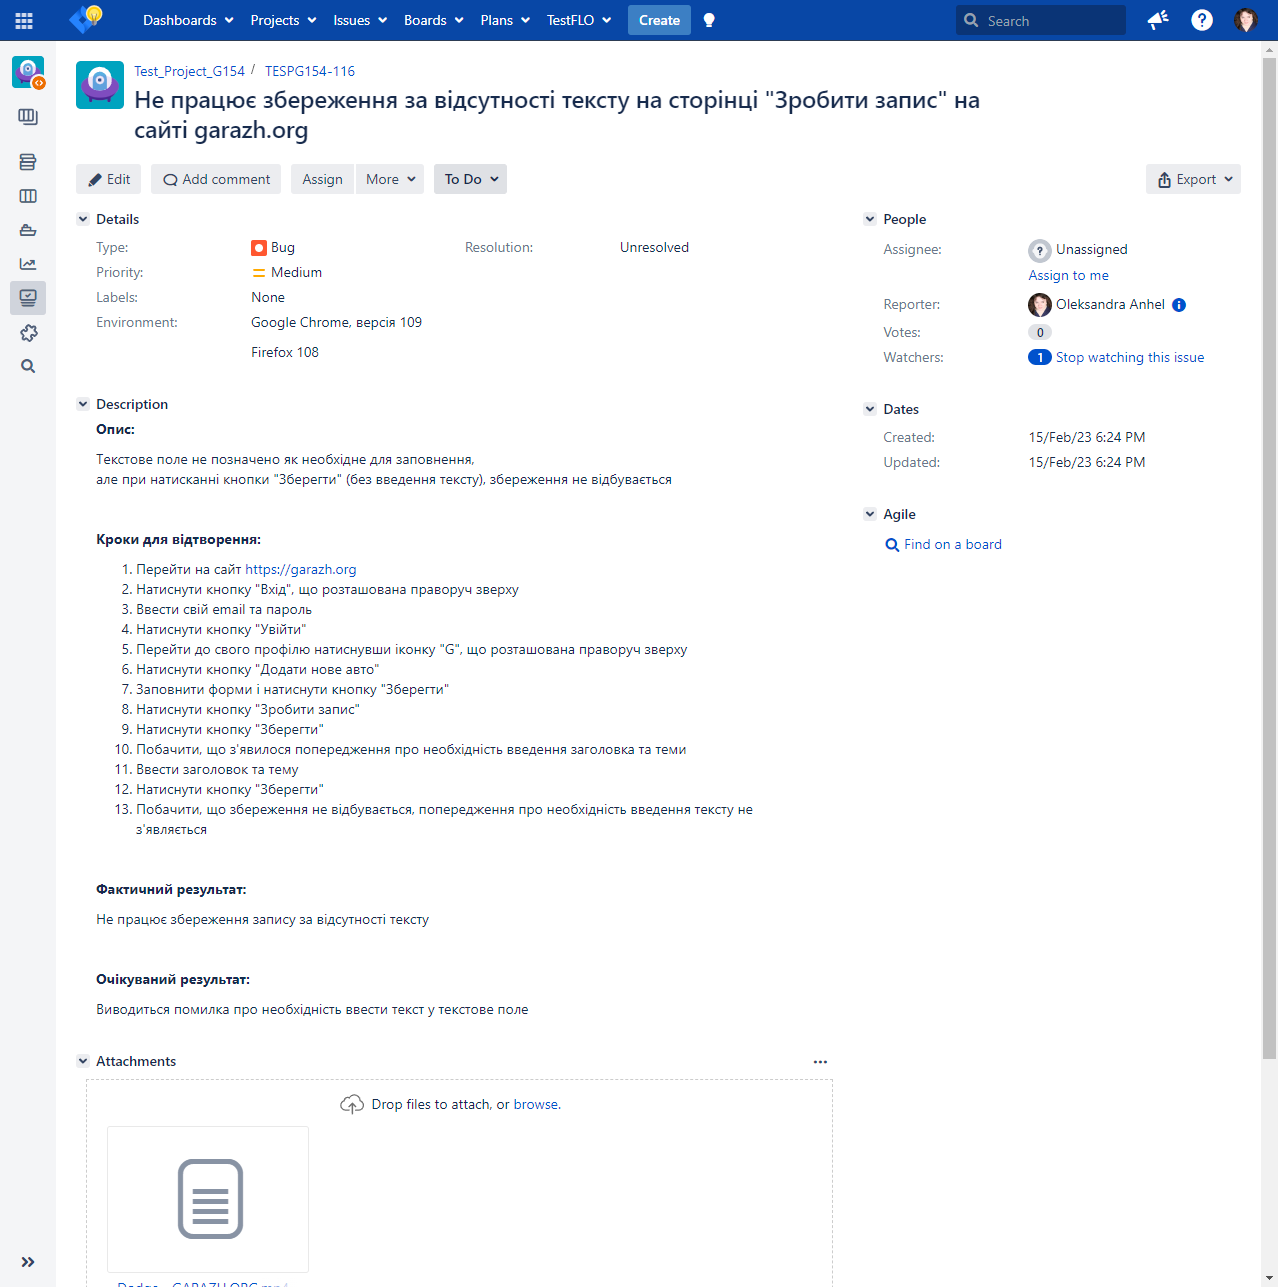 Dashboards Projects Issues Boards Plans TestFLO Create Search
Test_Project_G154 / TESPG154-116
Не працює збереження за відсутності тексту на сторінці "Зробити запис" на
сайті garazh.org
Edit Add comment Assign More To Do Export
Details
Type: Bug Resolution: Unresolved
Priority: Medium
Labels: None
Environment: Google Chrome, версія 109
Firefox 108
People
Assignee: Unassigned
Assign to me
Reporter: Oleksandra Anhel
Votes: 0
Watchers: 1 Stop watching this issue
Dates
Created: 15/Feb/23 6:24 PM
Updated: 15/Feb/23 6:24 PM
Agile
Find on a board
Description
Опис:
Текстове поле не позначено як необхідне для заповнення,
але при натисканні кнопки "Зберегти" (без введення тексту), збереження не відбувається
Кроки для відтворення:
1. Перейти на сайт https://garazh.org
2. Натиснути кнопку "Вхід", що розташована праворуч зверху
3. Ввести свій email та пароль
4. Натиснути кнопку "Увійти"
5. Перейти до свого профілю натиснувши іконку "G", що розташована праворуч зверху
6. Натиснути кнопку "Додати нове авто"
7. Заповнити форми і натиснути кнопку "Зберегти"
8. Натиснути кнопку "Зробити запис"
9. Натиснути кнопку "Зберегти"
10. Побачити, що з'явилося попередження про необхідність введення заголовка та теми
11. Ввести заголовок та тему
12. Натиснути кнопку "Зберегти"
13. Побачити, що збереження не відбувається, попередження про необхідність введення тексту не
з'являється
Фактичний результат:
Не працює збереження запису за відсутності тексту
Очікуваний результат:
Виводиться помилка про необхідність ввести текст у текстове поле
Attachments
Drop files to attach, or browse.